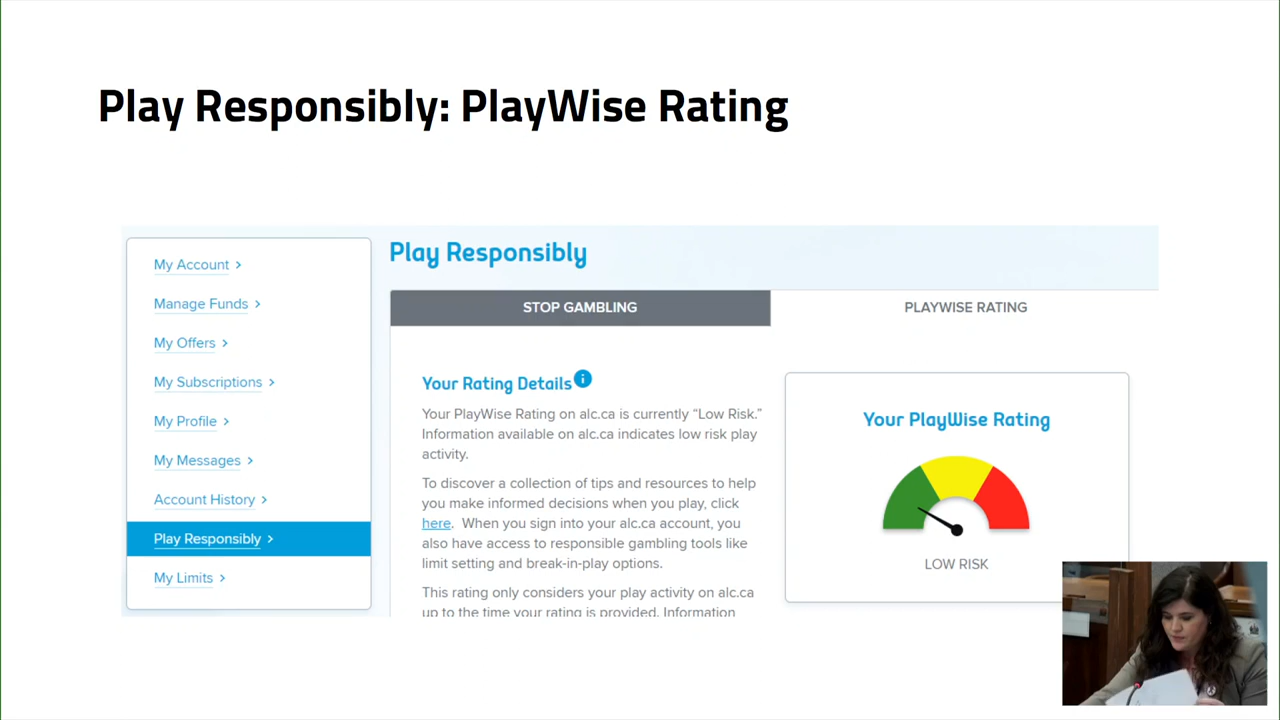 Play Responsibly: PlayWise Rating
My Account >
Manage Funds >
My Offers >
My Subscriptions >
My Profile >
My Messages >
Account History >
Play Responsibly >
My Limits >
Play Responsibly
STOP GAMBLING
PLAYWISE RATING
Your Rating Details i
Your PlayWise Rating on alc.ca is currently “Low Risk.”
Information available on alc.ca indicates low risk play
activity.
To discover a collection of tips and resources to help
you make informed decisions when you play, click
here. When you sign into your alc.ca account, you
also have access to responsible gambling tools like
limit setting and break-in-play options.
This rating only considers your play activity on alc.ca
up to the time your rating is provided. Information
Your PlayWise Rating
LOW RISK